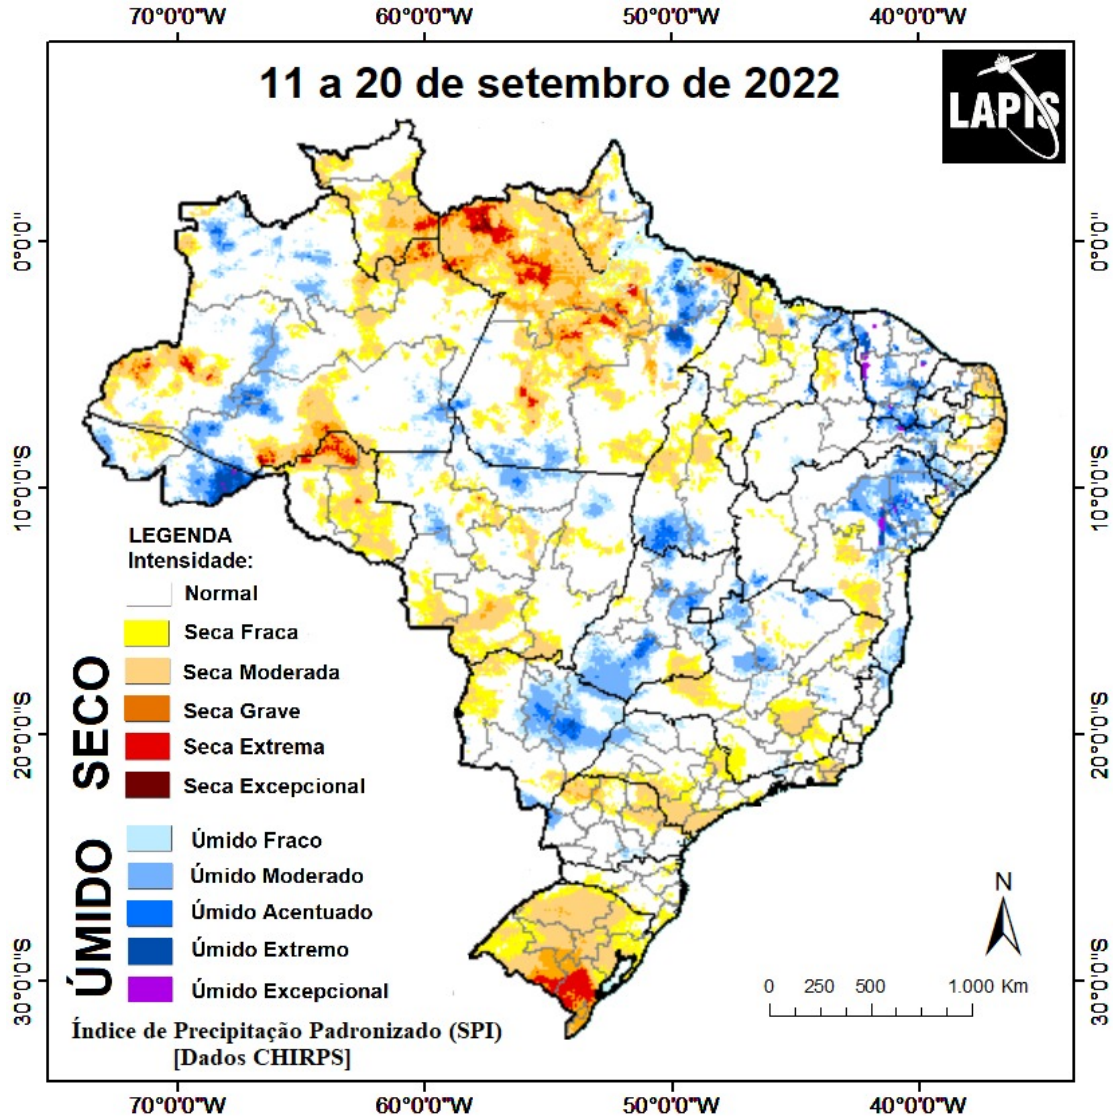 70°0'0"W 60°0'0"W 50°0'0"W 40°0'0"W
11 a 20 de setembro de 2022
LAPIS
0°0'0"
0°0'0"
10°0'0"S
10°0'0"S
20°0'0"S
20°0'0"S
30°0'0"S
30°0'0"S
LEGENDA
Intensidade:
Normal
SECO
Seca Fraca
Seca Moderada
Seca Grave
Seca Extrema
Seca Excepcional
ÚMIDO
Úmido Fraco
Úmido Moderado
Úmido Acentuado
Úmido Extremo
Úmido Excepcional
Índice de Precipitação Padronizado (SPI)
[Dados CHIRPS]
N
0 250 500 1.000 Km
70°0'0"W 60°0'0"W 50°0'0"W 40°0'0"W